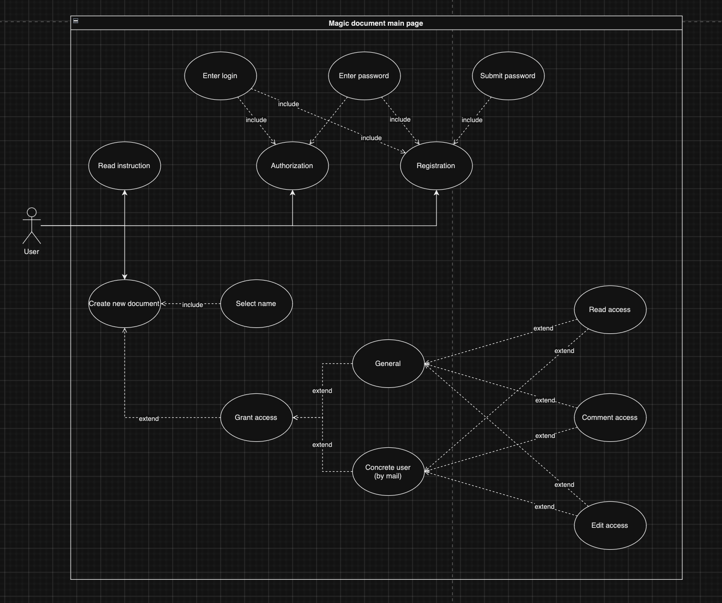 Magic document main page
Enter login
Enter password
Submit password
include
include
include
include
include
Read instruction
Authorization
Registration
User
Create new document
include
Select name
Read access
extend
extend
General
extend
extend
Grant access
extend
Comment access
extend
extend
Concrete user
(by mail)
extend
extend
Edit access